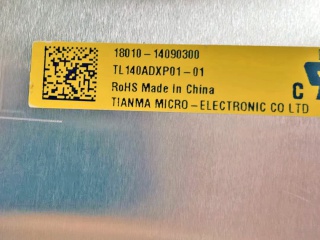 18010-14090300
TL140ADXP01-01
RoHS Made In China
TIANMA MICRO-ELECTRONIC CO LTD
C